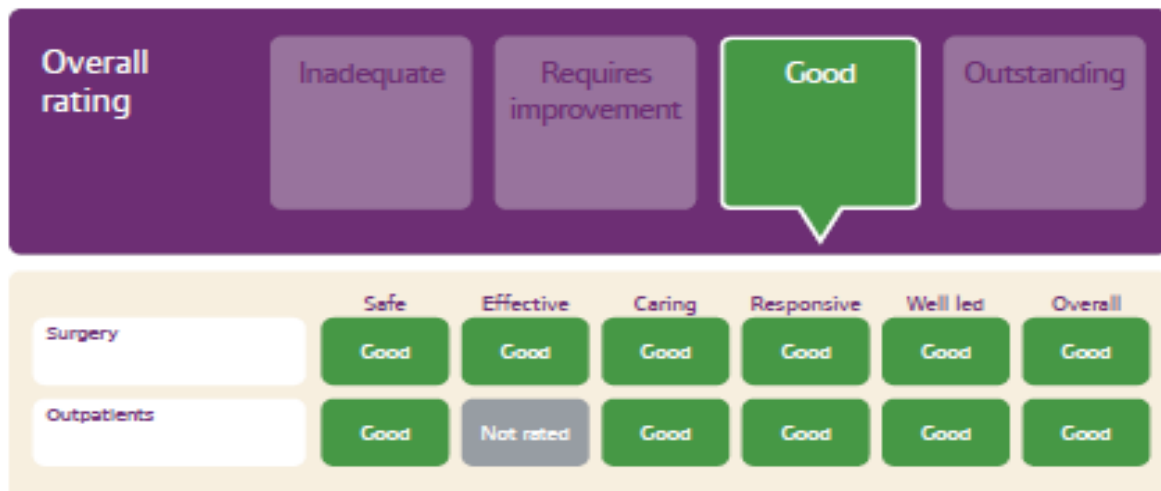 Overall
rating
Inadequate
Requires
improvement
Good
Outstanding
Safe Effective Caring Responsive Well led Overall
Surgery Good Good Good Good Good Good
Outpatients Good Not rated Good Good Good Good